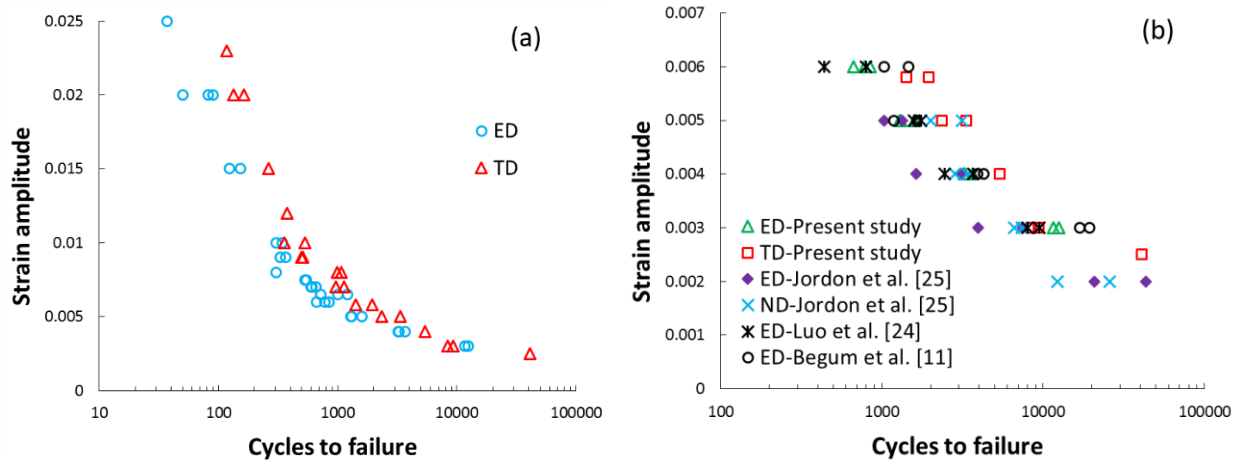 (a)
0.025
0.02
0.015
0.01
0.005
0
Strain amplitude
ED
TD
10
100
1000
10000
100000
Cycles to failure
(b)
0.007
0.006
0.005
0.004
0.003
0.002
0.001
0
Strain amplitude
ED-Present study
TD-Present study
ED-Jordon et al. [25]
ND-Jordon et al. [25]
ED-Luo et al. [24]
ED-Begum et al. [11]
100
1000
10000
100000
Cycles to failure